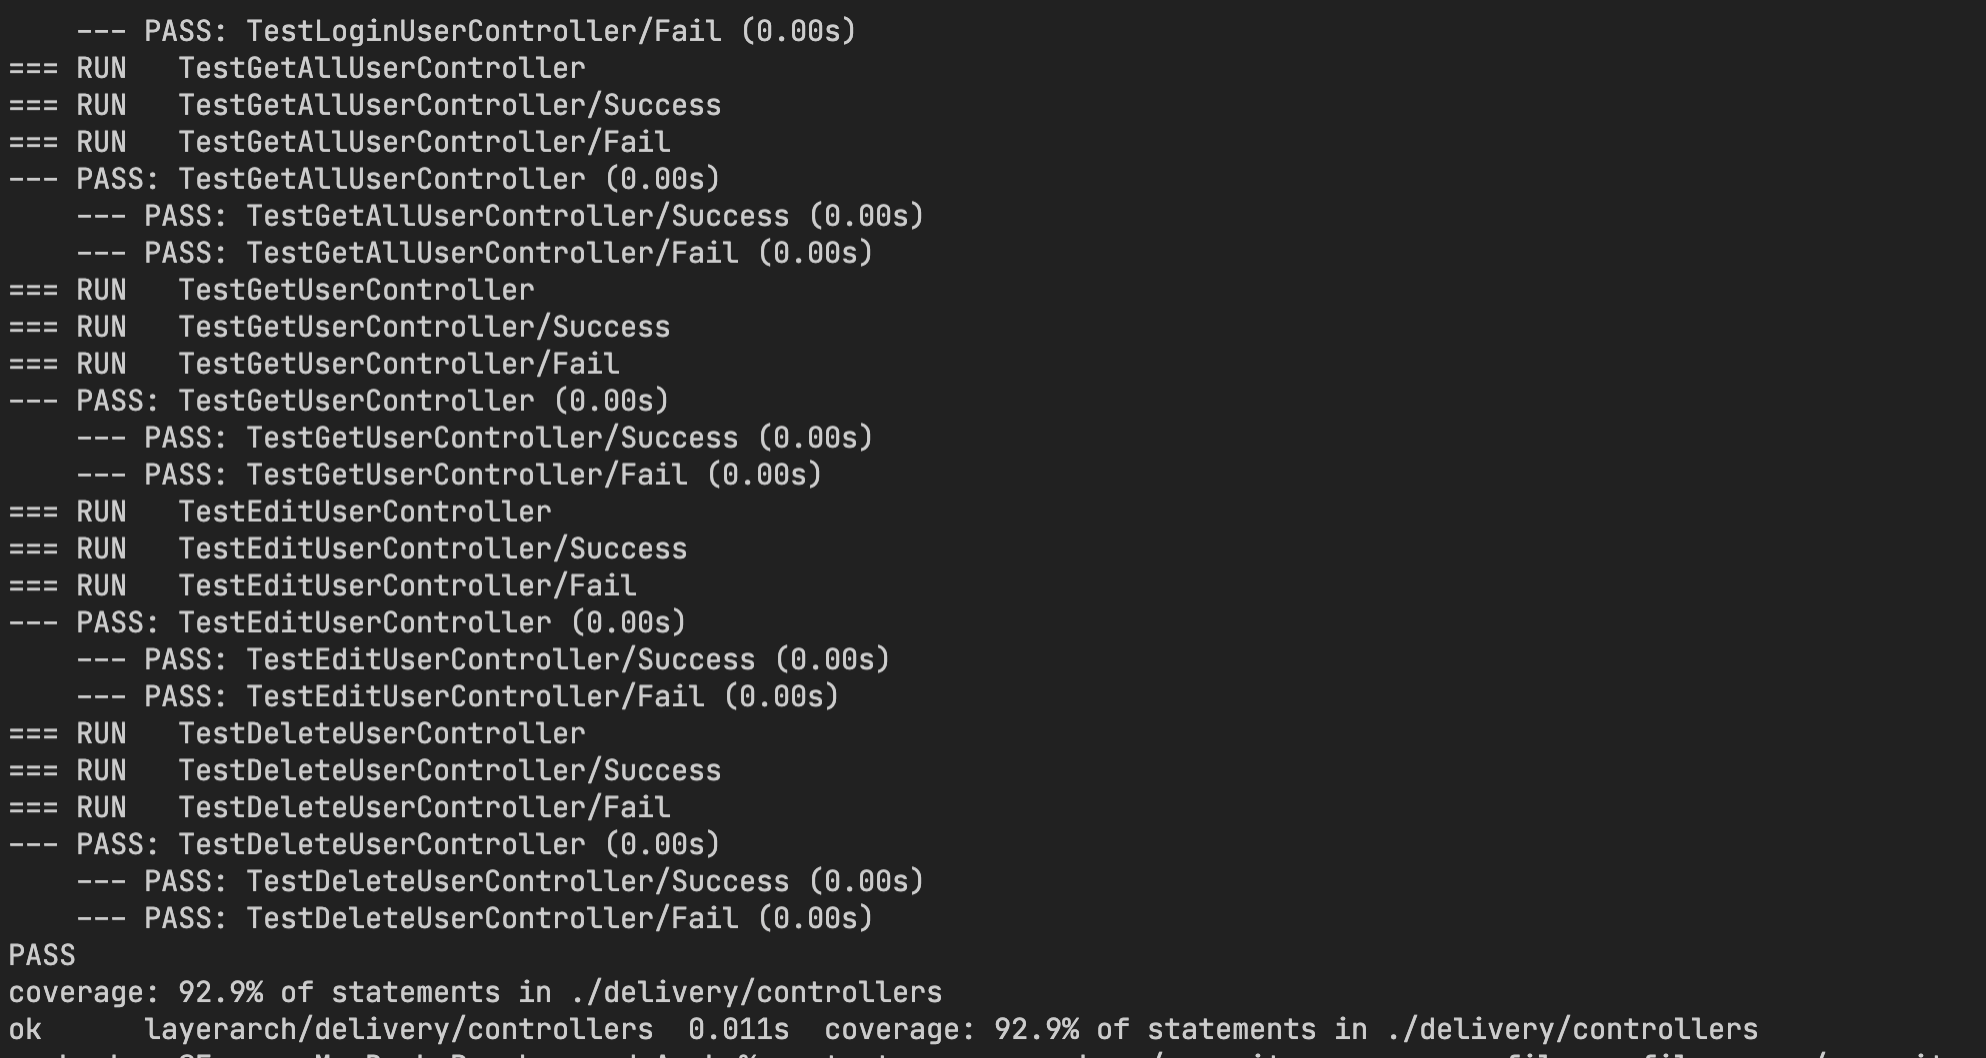 --- PASS: TestLoginUserController/Fail (0.00s)
=== RUN   TestGetAllUserController
=== RUN   TestGetAllUserController/Success
=== RUN   TestGetAllUserController/Fail
--- PASS: TestGetAllUserController (0.00s)
    --- PASS: TestGetAllUserController/Success (0.00s)
    --- PASS: TestGetAllUserController/Fail (0.00s)
=== RUN   TestGetUserController
=== RUN   TestGetUserController/Success
=== RUN   TestGetUserController/Fail
--- PASS: TestGetUserController (0.00s)
    --- PASS: TestGetUserController/Success (0.00s)
    --- PASS: TestGetUserController/Fail (0.00s)
=== RUN   TestEditUserController
=== RUN   TestEditUserController/Success
=== RUN   TestEditUserController/Fail
--- PASS: TestEditUserController (0.00s)
    --- PASS: TestEditUserController/Success (0.00s)
    --- PASS: TestEditUserController/Fail (0.00s)
=== RUN   TestDeleteUserController
=== RUN   TestDeleteUserController/Success
=== RUN   TestDeleteUserController/Fail
--- PASS: TestDeleteUserController (0.00s)
    --- PASS: TestDeleteUserController/Success (0.00s)
    --- PASS: TestDeleteUserController/Fail (0.00s)
PASS
coverage: 92.9% of statements in ./delivery/controllers
ok      layerarch/delivery/controllers  0.011s  coverage: 92.9% of statements in ./delivery/controllers